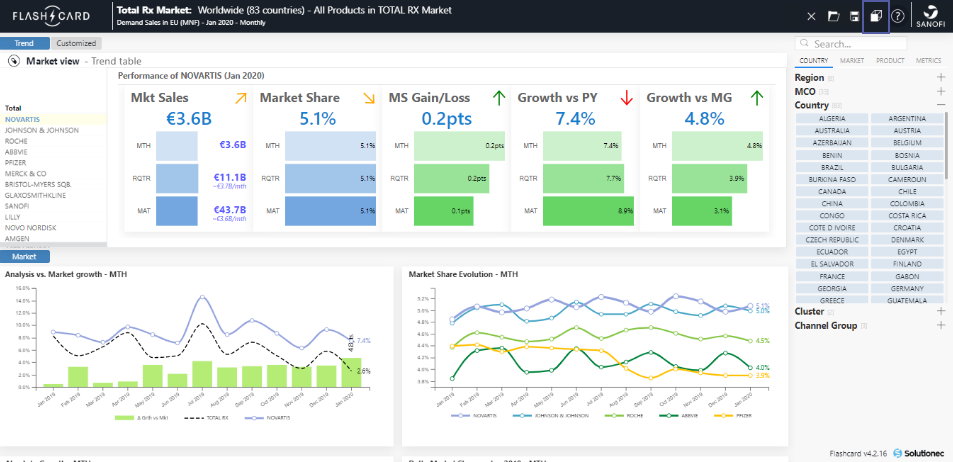 FLASH CARD
Total Rx Market: Worldwide (83 countries) - All Products in TOTAL RX Market
Demand Sales in EU (MNF) - Jan 2020 - Monthly
SANOFI
Trend
Customized
Search...
Market view - Trend table
COUNTRY MARKET PRODUCT METRICS
Performance of NOVARTIS (Jan 2020)
Total
NOVARTIS
JOHNSON & JOHNSON
ROCHE
ABBVIE
PFIZER
MERCK & CO
BRISTOL-MYERS SQB.
GLAXOSMITHKLINE
SANOFI
LILLY
NOVO NORDISK
AMGEN
Mkt Sales
€3.6B
MTH €3.6B
RQTR €11.1B
~€3.7B/mth
MAT €43.7B
~€3.6B/mth
Market Share
5.1%
MTH 5.1%
RQTR 5.1%
MAT 5.1%
MS Gain/Loss
0.2pts
MTH 0.2pts
RQTR 0.2pts
MAT 0.1pts
Growth vs PY
7.4%
MTH 7.4%
RQTR 7.7%
MAT 8.9%
Growth vs MG
4.8%
MTH 4.8%
RQTR 3.9%
MAT 3.1%
Region
MCO
Country
ALGERIA ARGENTINA
AUSTRALIA AUSTRIA
AZERBAIJAN BELGIUM
BENIN BOSNIA
BRAZIL BULGARIA
BURKINA FASO CAMEROON
CANADA CHILE
CHINA COLOMBIA
CONGO COSTA RICA
COTE D IVOIRE CROATIA
CZECH REPUBLIC DENMARK
ECUADOR EGYPT
EL SALVADOR FINLAND
FRANCE GABON
GEORGIA GERMANY
GREECE GUATEMALA
Cluster
Channel Group
Market
Analysis vs. Market growth - MTH
16.0%
14.0%
12.0%
10.0%
8.0%
6.0%
4.0%
2.0%
0.0%
7.4%
2.6%
Jan 2019 Feb 2019 Mar 2019 Apr 2019 May 2019 Jun 2019 Jul 2019 Aug 2019 Sep 2019 Oct 2019 Nov 2019 Dec 2019 Jan 2020
Δ Grth vs Mkt TOTAL RX NOVARTIS
Market Share Evolution - MTH
5.2%
5.0%
4.8%
4.6%
4.4%
4.2%
4.0%
3.8%
5.1%
5.0%
4.5%
4.0%
3.9%
Jan 2019 Feb 2019 Mar 2019 Apr 2019 May 2019 Jun 2019 Jul 2019 Aug 2019 Sep 2019 Oct 2019 Nov 2019 Dec 2019 Jan 2020
NOVARTIS JOHNSON & JOHNSON ROCHE ABBVIE PFIZER
Flashcard v4.2.16 Solutionec